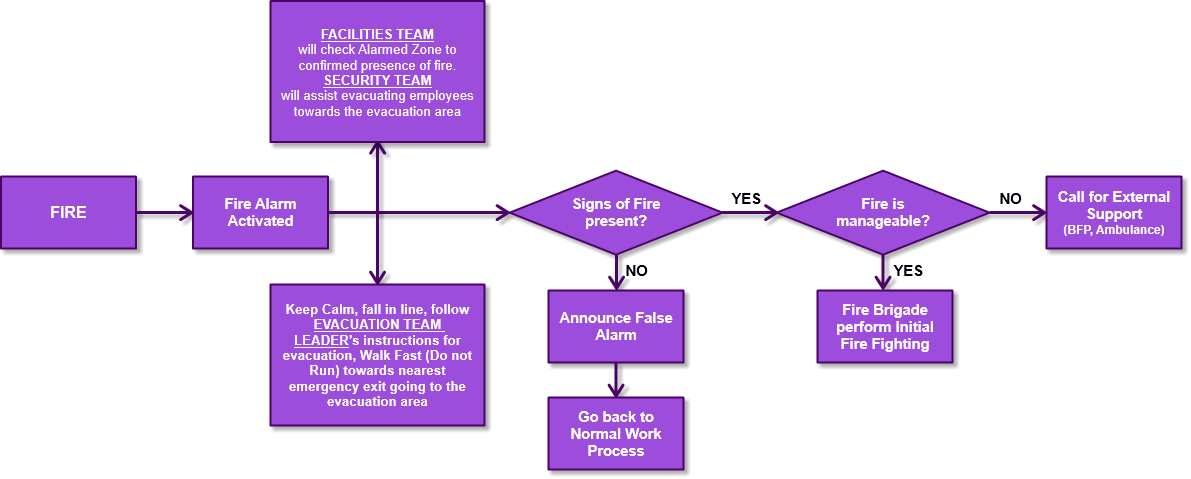 FACILITIES TEAM
will check Alarmed Zone to
confirmed presence of fire.
SECURITY TEAM
will assist evacuating employees
towards the evacuation area
FIRE
Fire Alarm
Activated
Keep Calm, fall in line, follow
EVACUATION TEAM
LEADER's instructions for
evacuation, Walk Fast (Do not
Run) towards nearest
emergency exit going to the
evacuation area
Signs of Fire
present?
YES
NO
Announce False
Alarm
Go back to
Normal Work
Process
Fire is
manageable?
NO
YES
Fire Brigade
perform Initial
Fire Fighting
Call for External
Support
(BFP, Ambulance)